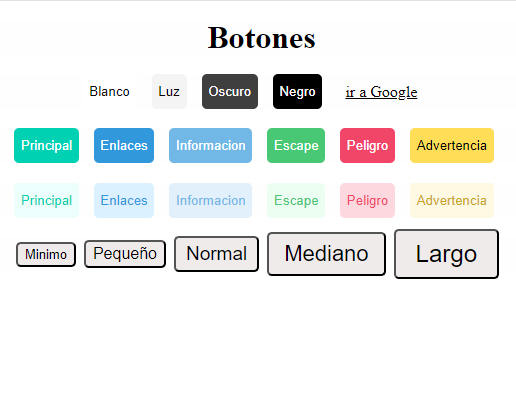 Botones
Blanco Luz Oscuro Negro ir a Google
Principal Enlaces Informacion Escape Peligro Advertencia
Principal Enlaces Informacion Escape Peligro Advertencia
Minimo Pequeño Normal Mediano Largo